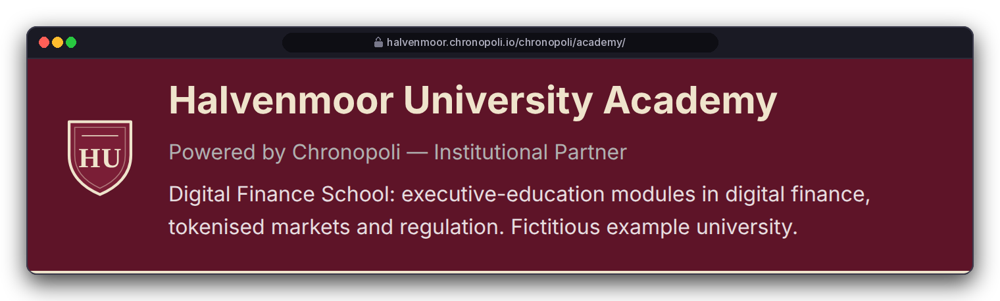 halvenmoor.chronopoli.io/chronopoli/academy/
Halvenmoor University Academy
HU
Powered by Chronopoli — Institutional Partner
Digital Finance School: executive-education modules in digital finance,
tokenised markets and regulation. Fictitious example university.